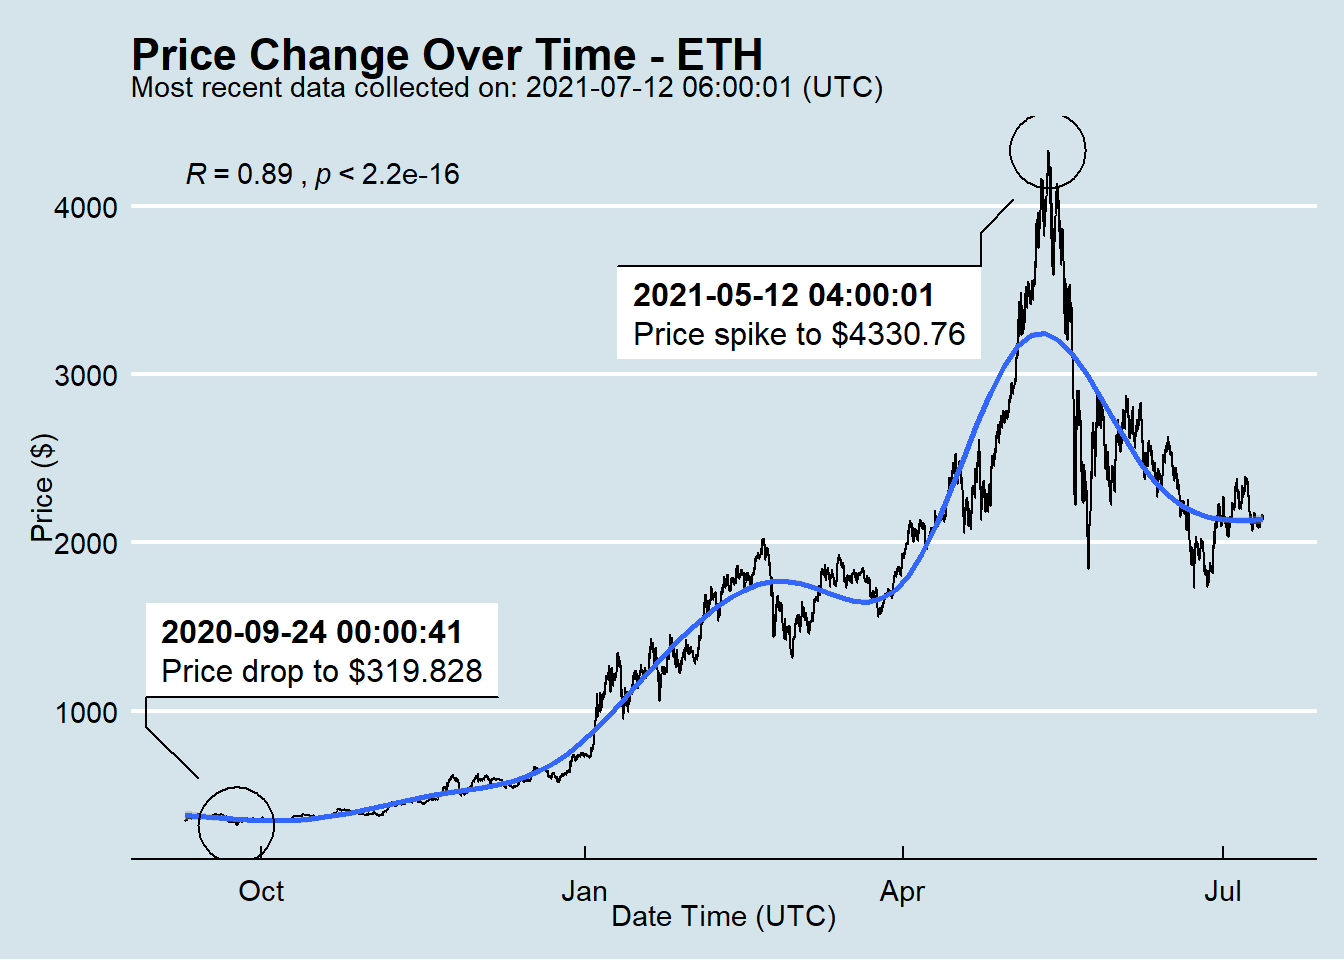 Price Change Over Time - ETH
Most recent data collected on: 2021-07-12 06:00:01 (UTC)
R = 0.89 , p < 2.2e-16
4000
2021-05-12 04:00:01
Price spike to $4330.76
3000
Price ($)
2000
2020-09-24 00:00:41
Price drop to $319.828
1000
Oct Jan Apr Jul
Date Time (UTC)